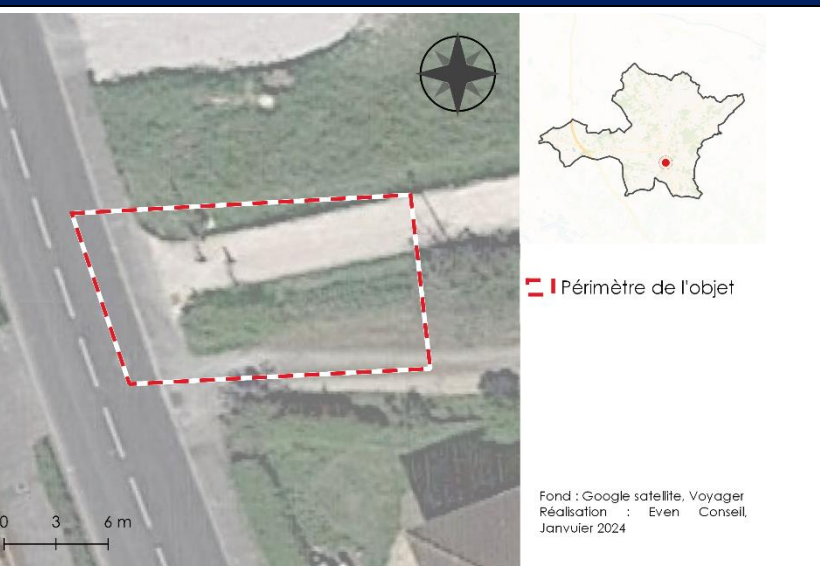 Périmètre de l'objet
Fond : Google satellite, Voyager
Réalisation : Even Conseil,
Janvuier 2024
0 3 6 m